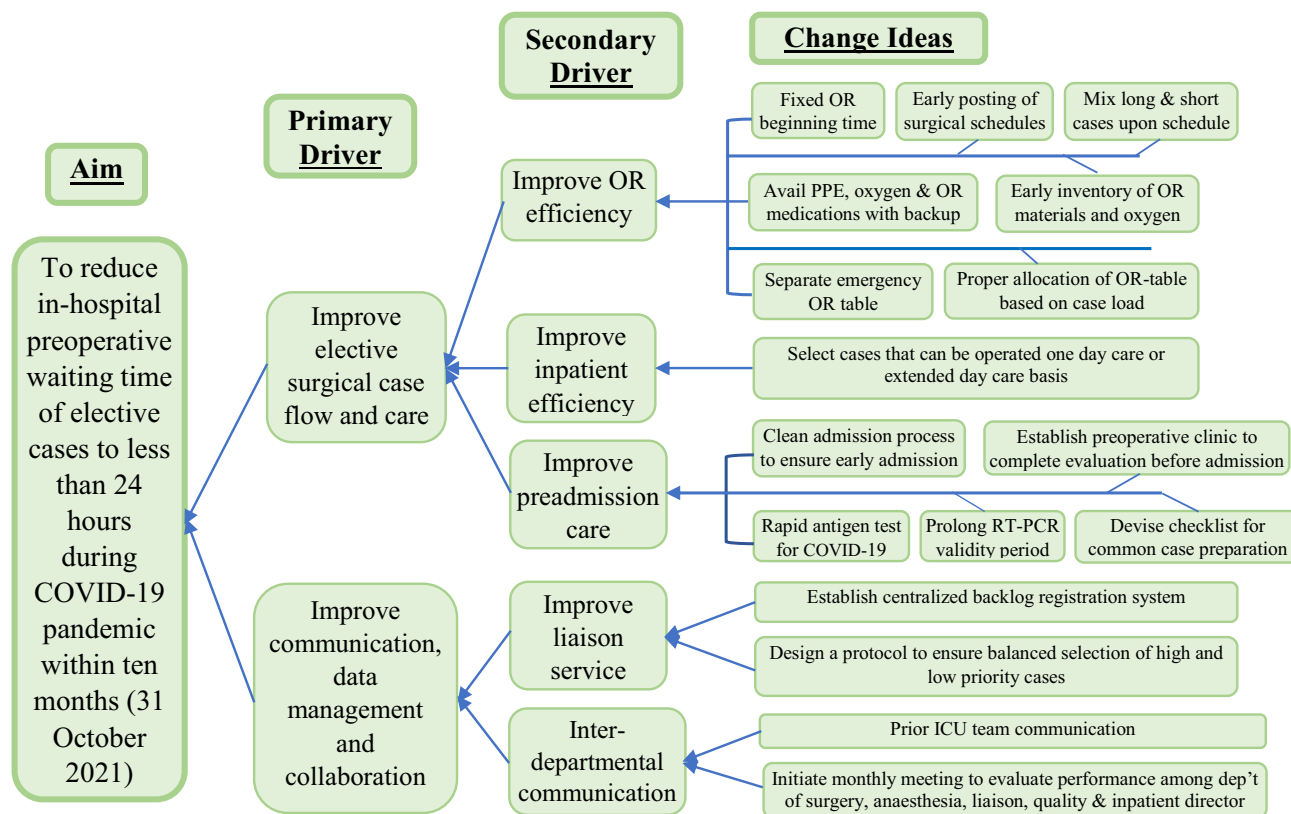 Aim
To reduce
in-hospital
preoperative
waiting time
of elective
cases to less
than 24
hours
during
COVID-19
pandemic
within ten
months (31
October
2021)
Primary
Driver
Improve
elective
surgical case
flow and care
Improve
communication,
data
management
and
collaboration
Secondary
Driver
Improve OR
efficiency
Improve
inpatient
efficiency
Improve
preadmission
care
Improve
liaison
service
Inter-
departmental
communication
Change Ideas
Fixed OR
beginning time
Early posting of
surgical schedules
Mix long & short
cases upon schedule
Avail PPE, oxygen & OR
medications with backup
Early inventory of OR
materials and oxygen
Separate emergency
OR table
Proper allocation of OR-table
based on case load
Select cases that can be operated one day care or
extended day care basis
Clean admission process
to ensure early admission
Establish preoperative clinic to
complete evaluation before admission
Rapid antigen test
for COVID-19
Prolong RT-PCR
validity period
Devise checklist for
common case preparation
Establish centralized backlog registration system
Design a protocol to ensure balanced selection of high and
low priority cases
Prior ICU team communication
Initiate monthly meeting to evaluate performance among dep't
of surgery, anaesthesia, liaison, quality & inpatient director